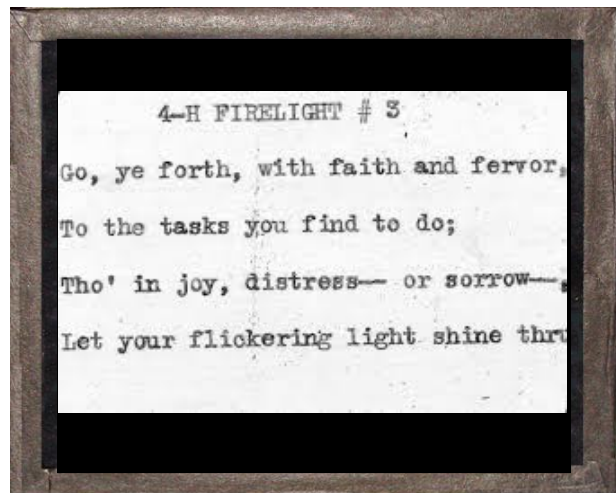 4-H FIRELIGHT # 3
Go, ye forth, with faith and fervor,
To the tasks you find to do;
Tho' in joy, distress— or sorrow—,
Let your flickering light shine thru